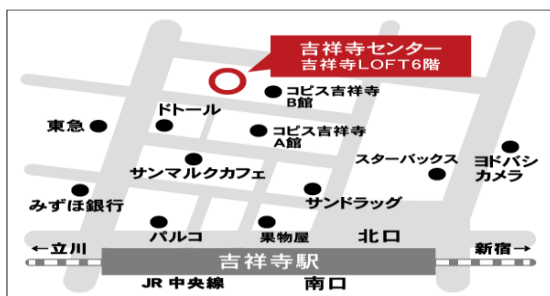 吉祥寺センター
吉祥寺LOFT6階
コピス吉祥寺
B館
ドトール
東急
コピス吉祥寺
A館
スターバックス
ヨドバシ
カメラ
サンマルクカフェ
みずほ銀行
サンドラッグ
パルコ
果物屋
北口
←立川
新宿→
吉祥寺駅
JR 中央線
南口